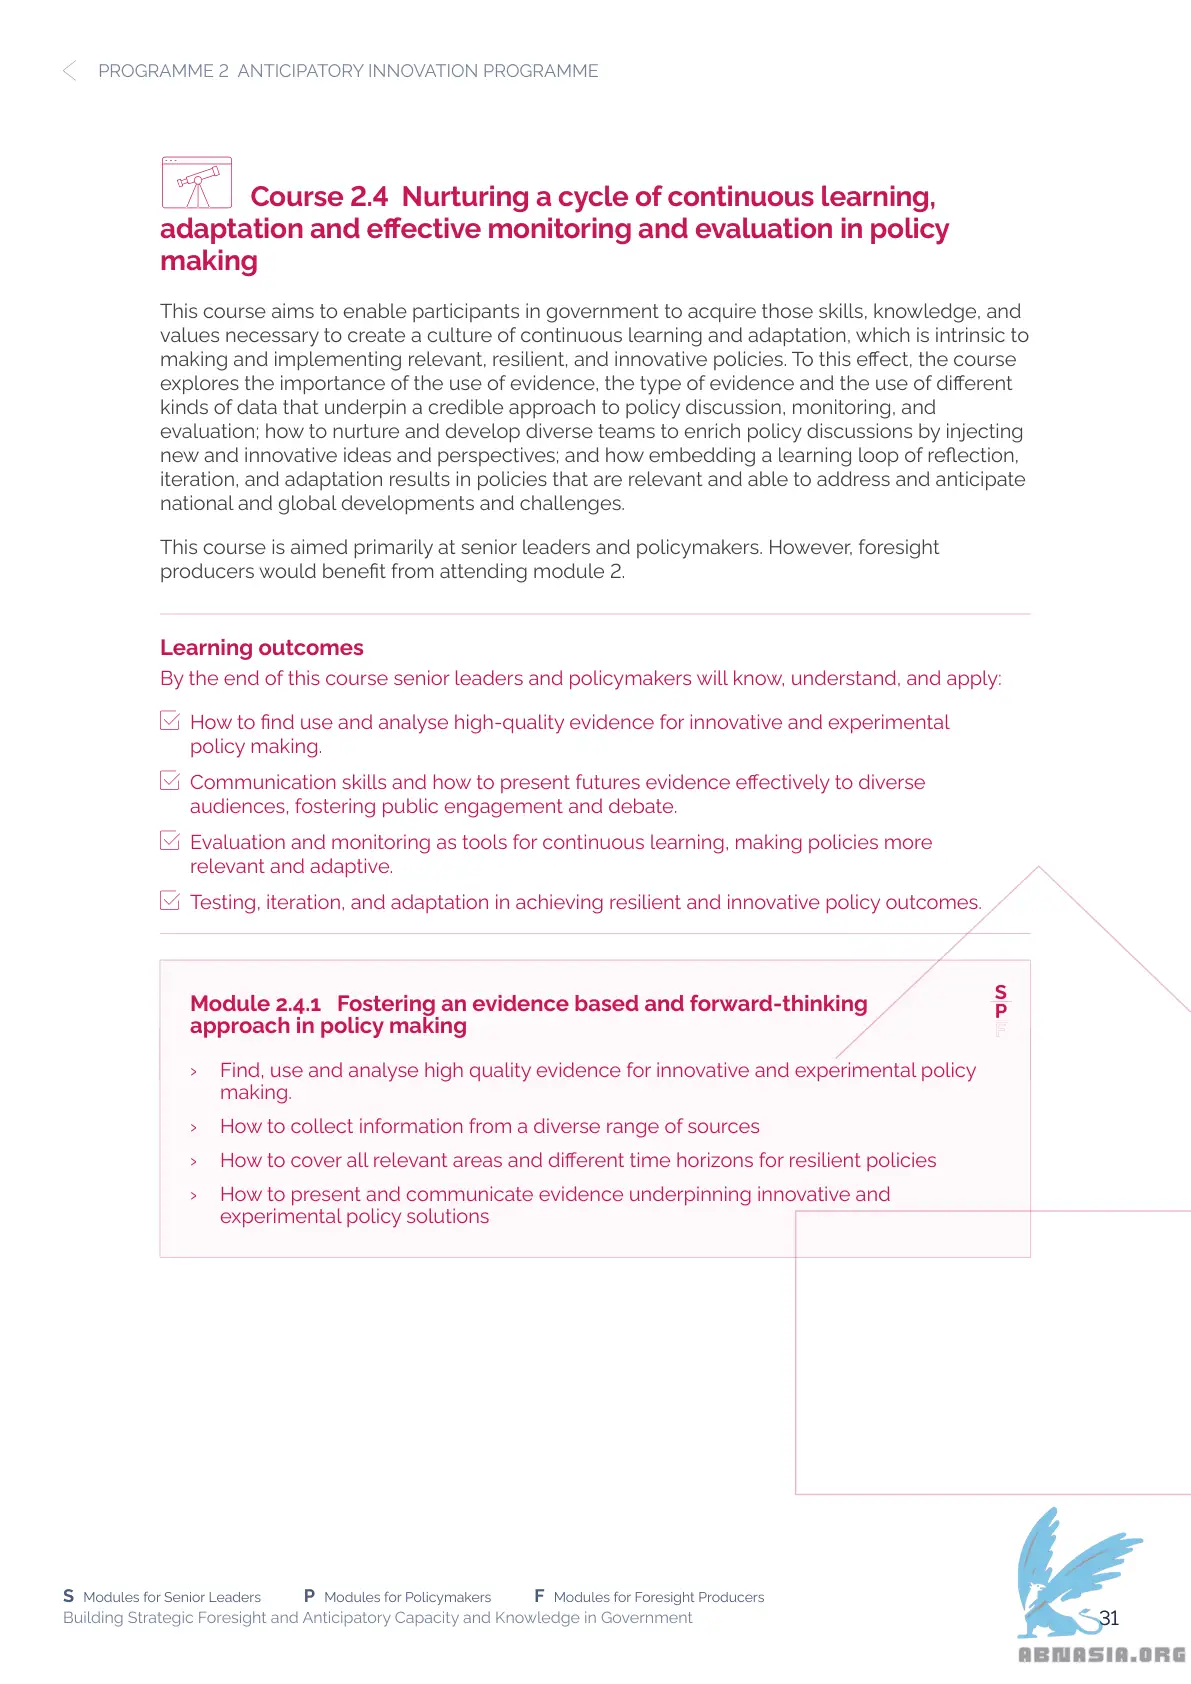 PROGRAMME 2 ANTICIPATORY INNOVATION PROGRAMME
Course 2.4 Nurturing a cycle of continuous learning,
adaptation and effective monitoring and evaluation in policy
making
This course aims to enable participants in government to acquire those skills, knowledge, and
values necessary to create a culture of continuous learning and adaptation, which is intrinsic to
making and implementing relevant, resilient, and innovative policies. To this effect, the course
explores the importance of the use of evidence, the type of evidence and the use of different
kinds of data that underpin a credible approach to policy discussion, monitoring, and
evaluation; how to nurture and develop diverse teams to enrich policy discussions by injecting
new and innovative ideas and perspectives; and how embedding a learning loop of reflection,
iteration, and adaptation results in policies that are relevant and able to address and anticipate
national and global developments and challenges.
This course is aimed primarily at senior leaders and policymakers. However, foresight
producers would benefit from attending module 2.
Learning outcomes
By the end of this course senior leaders and policymakers will know, understand, and apply:
How to find use and analyse high-quality evidence for innovative and experimental
policy making.
Communication skills and how to present futures evidence effectively to diverse
audiences, fostering public engagement and debate.
Evaluation and monitoring as tools for continuous learning, making policies more
relevant and adaptive.
Testing, iteration, and adaptation in achieving resilient and innovative policy outcomes.
Module 2.4.1 Fostering an evidence based and forward-thinking
approach in policy making
S
P
F
> Find, use and analyse high quality evidence for innovative and experimental policy
making.
> How to collect information from a diverse range of sources
> How to cover all relevant areas and different time horizons for resilient policies
> How to present and communicate evidence underpinning innovative and
experimental policy solutions
S Modules for Senior Leaders P Modules for Policymakers F Modules for Foresight Producers
Building Strategic Foresight and Anticipatory Capacity and Knowledge in Government
31
ABNASIA.ORG